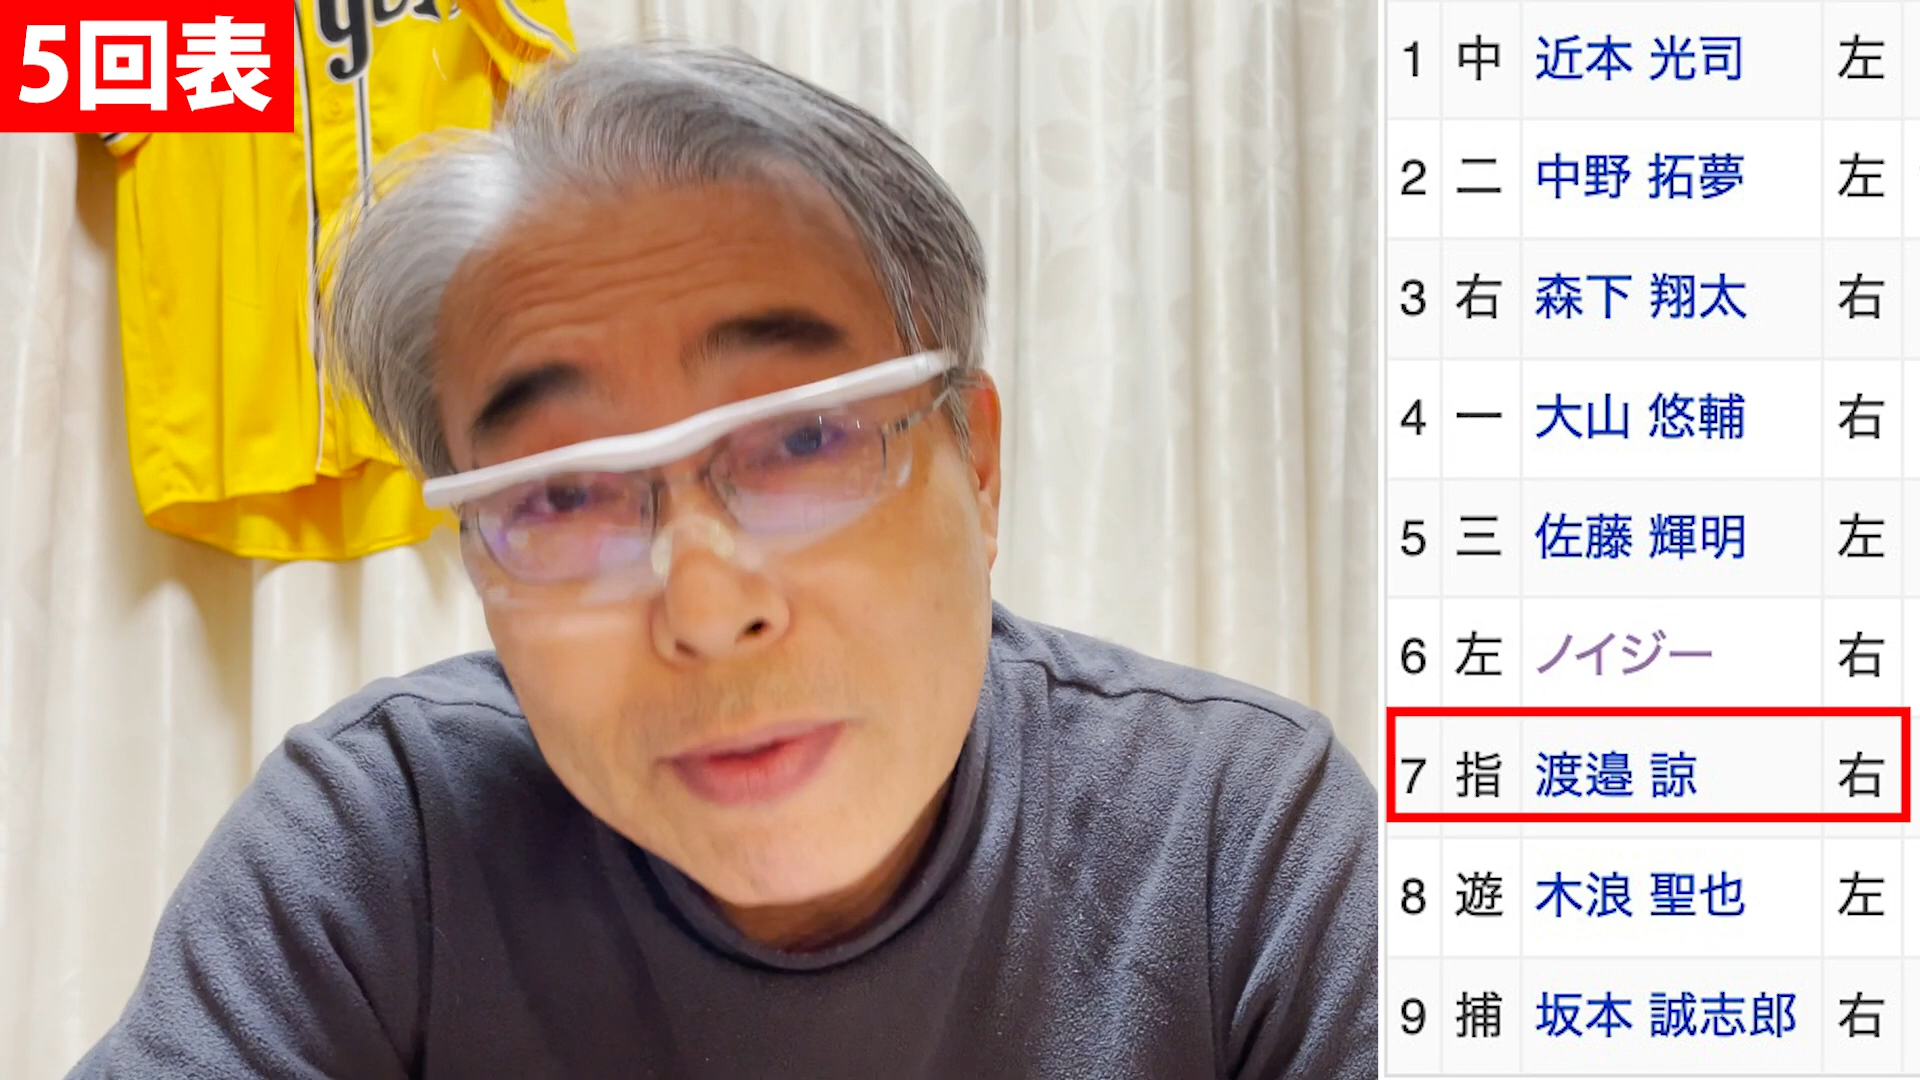 5回表
1 中 近本 光司 左
2 二 中野 拓夢 左
3 右 森下 翔太 右
4 一 大山 悠輔 右
5 三 佐藤 輝明 左
6 左 ノイジー 右
7 指 渡邉 諒 右
8 遊 木浪 聖也 左
9 捕 坂本 誠志郎 右